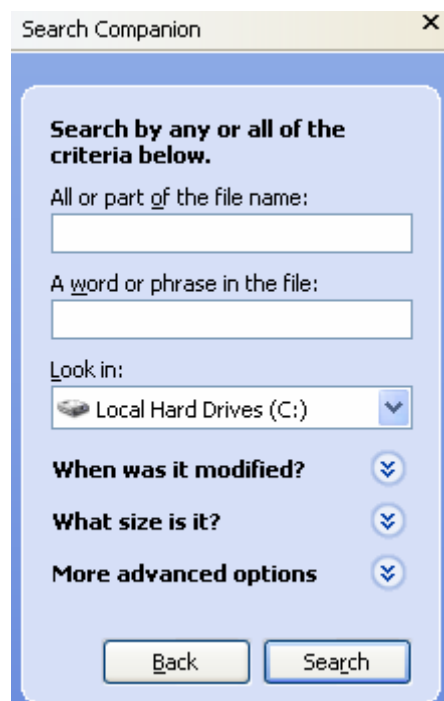 Search Companion
Search by any or all of the
criteria below.
All or part of the file name:
A word or phrase in the file:
Look in:
Local Hard Drives (C:)
When was it modified?
What size is it?
More advanced options
Back Search